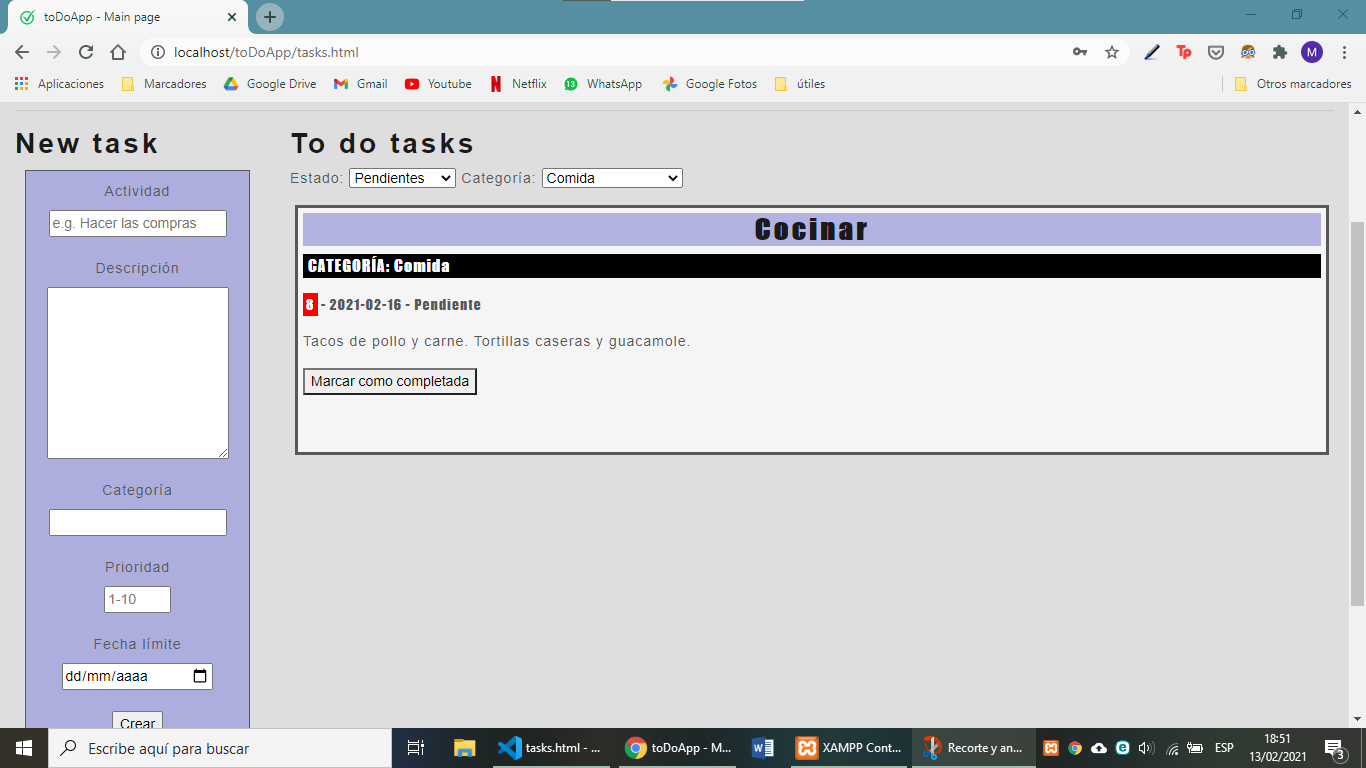 toDoApp - Main page
localhost/toDoApp/tasks.html
M
Aplicaciones Marcadores Google Drive Gmail Youtube Netflix 13 WhatsApp Google Fotos útiles Otros marcadores
New task
Actividad
e.g. Hacer las compras
Descripción
Categoría
Prioridad
1-10
Fecha límite
dd/mm/aaaa
Crear
To do tasks
Estado: Pendientes Categoría: Comida
Cocinar
CATEGORÍA: Comida
8 - 2021-02-16 - Pendiente
Tacos de pollo y carne. Tortillas caseras y guacamole.
Marcar como completada
Escribe aquí para buscar
tasks.html - ...
toDoApp - M...
XAMPP Cont...
Recorte y an...
ESP
18:51
13/02/2021
3